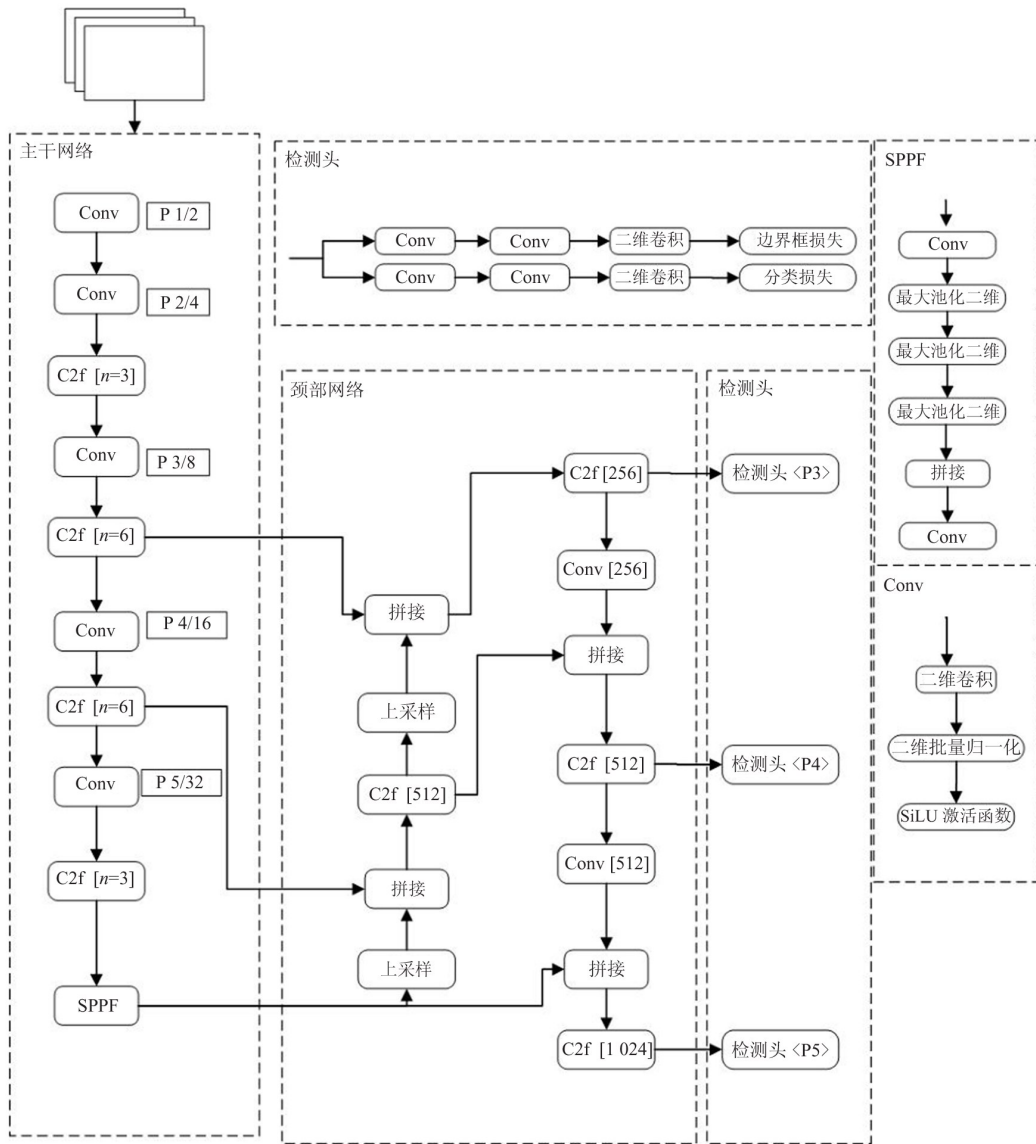 主干网络
Conv
P 1/2
Conv
P 2/4
C2f [n=3]
Conv
P 3/8
C2f [n=6]
Conv
P 4/16
C2f [n=6]
Conv
P 5/32
C2f [n=3]
SPPF
检测头
Conv
Conv
二维卷积
边界框损失
Conv
Conv
二维卷积
分类损失
颈部网络
拼接
上采样
C2f [512]
拼接
上采样
C2f [256]
Conv [256]
拼接
C2f [512]
Conv [512]
拼接
C2f [1 024]
检测头
检测头 <P3>
检测头 <P4>
检测头 <P5>
SPPF
Conv
最大池化二维
最大池化二维
最大池化二维
拼接
Conv
Conv
二维卷积
二维批量归一化
SiLU 激活函数